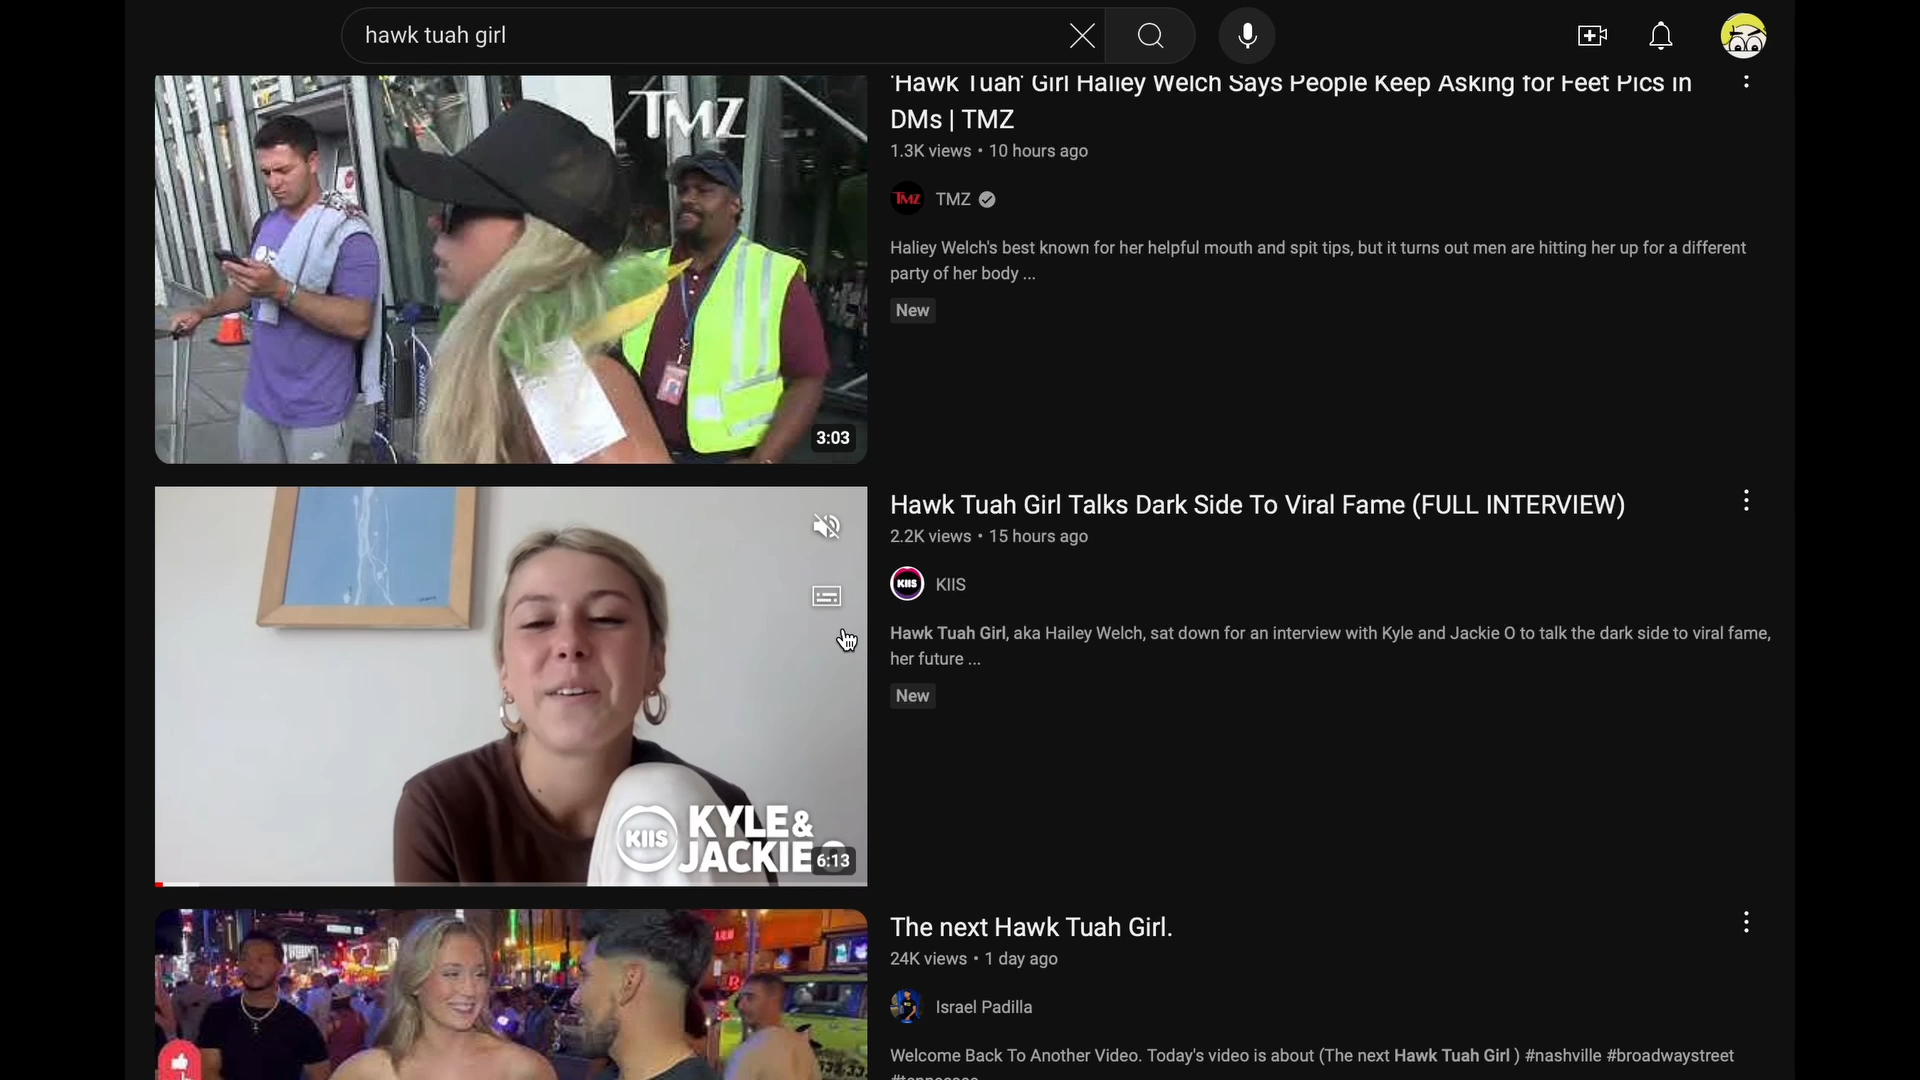 hawk tuah girl
'Hawk Tuah' Girl Haliey Welch Says People Keep Asking for Feet Pics in
DMs | TMZ
1.3K views • 10 hours ago
TMZ
TMZ
TMZ
Haliey Welch's best known for her helpful mouth and spit tips, but it turns out men are hitting her up for a different
party of her body ...
New
3:03
Hawk Tuah Girl Talks Dark Side To Viral Fame (FULL INTERVIEW)
2.2K views • 15 hours ago
KIIS
KIIS
Hawk Tuah Girl, aka Hailey Welch, sat down for an interview with Kyle and Jackie O to talk the dark side to viral fame,
her future ...
New
KIIS
KYLE&
JACKIE
6:13
The next Hawk Tuah Girl.
24K views • 1 day ago
Israel Padilla
Welcome Back To Another Video. Today's video is about (The next Hawk Tuah Girl ) #nashville #broadwaystreet